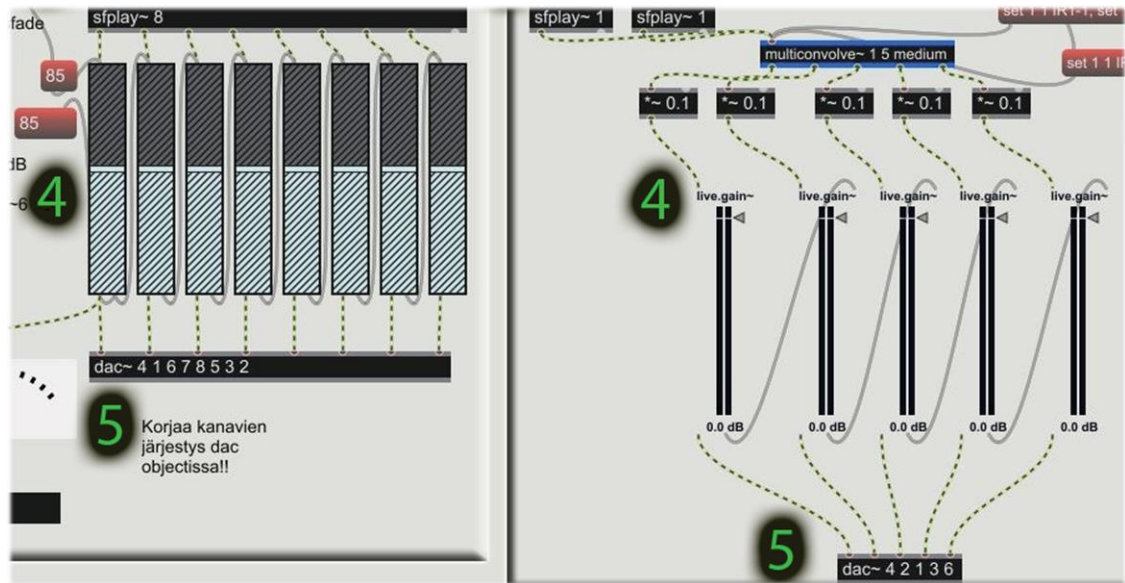 sfplay~ 8
fade
85
85
dB
4
~6
dac~ 4 1 6 7 8 5 3 2
5
Korjaa kanavien
järjestys dac
objectissa!!
sfplay~ 1
sfplay~ 1
set 1 1 IR1-1, set
multiconvolve~ 1 5 medium
set 1 1 IR
*~ 0.1
*~ 0.1
*~ 0.1
*~ 0.1
*~ 0.1
4
live.gain~
live.gain~
live.gain~
live.gain~
live.gain~
0.0 dB
0.0 dB
0.0 dB
0.0 dB
0.0 dB
5
dac~ 4 2 1 3 6